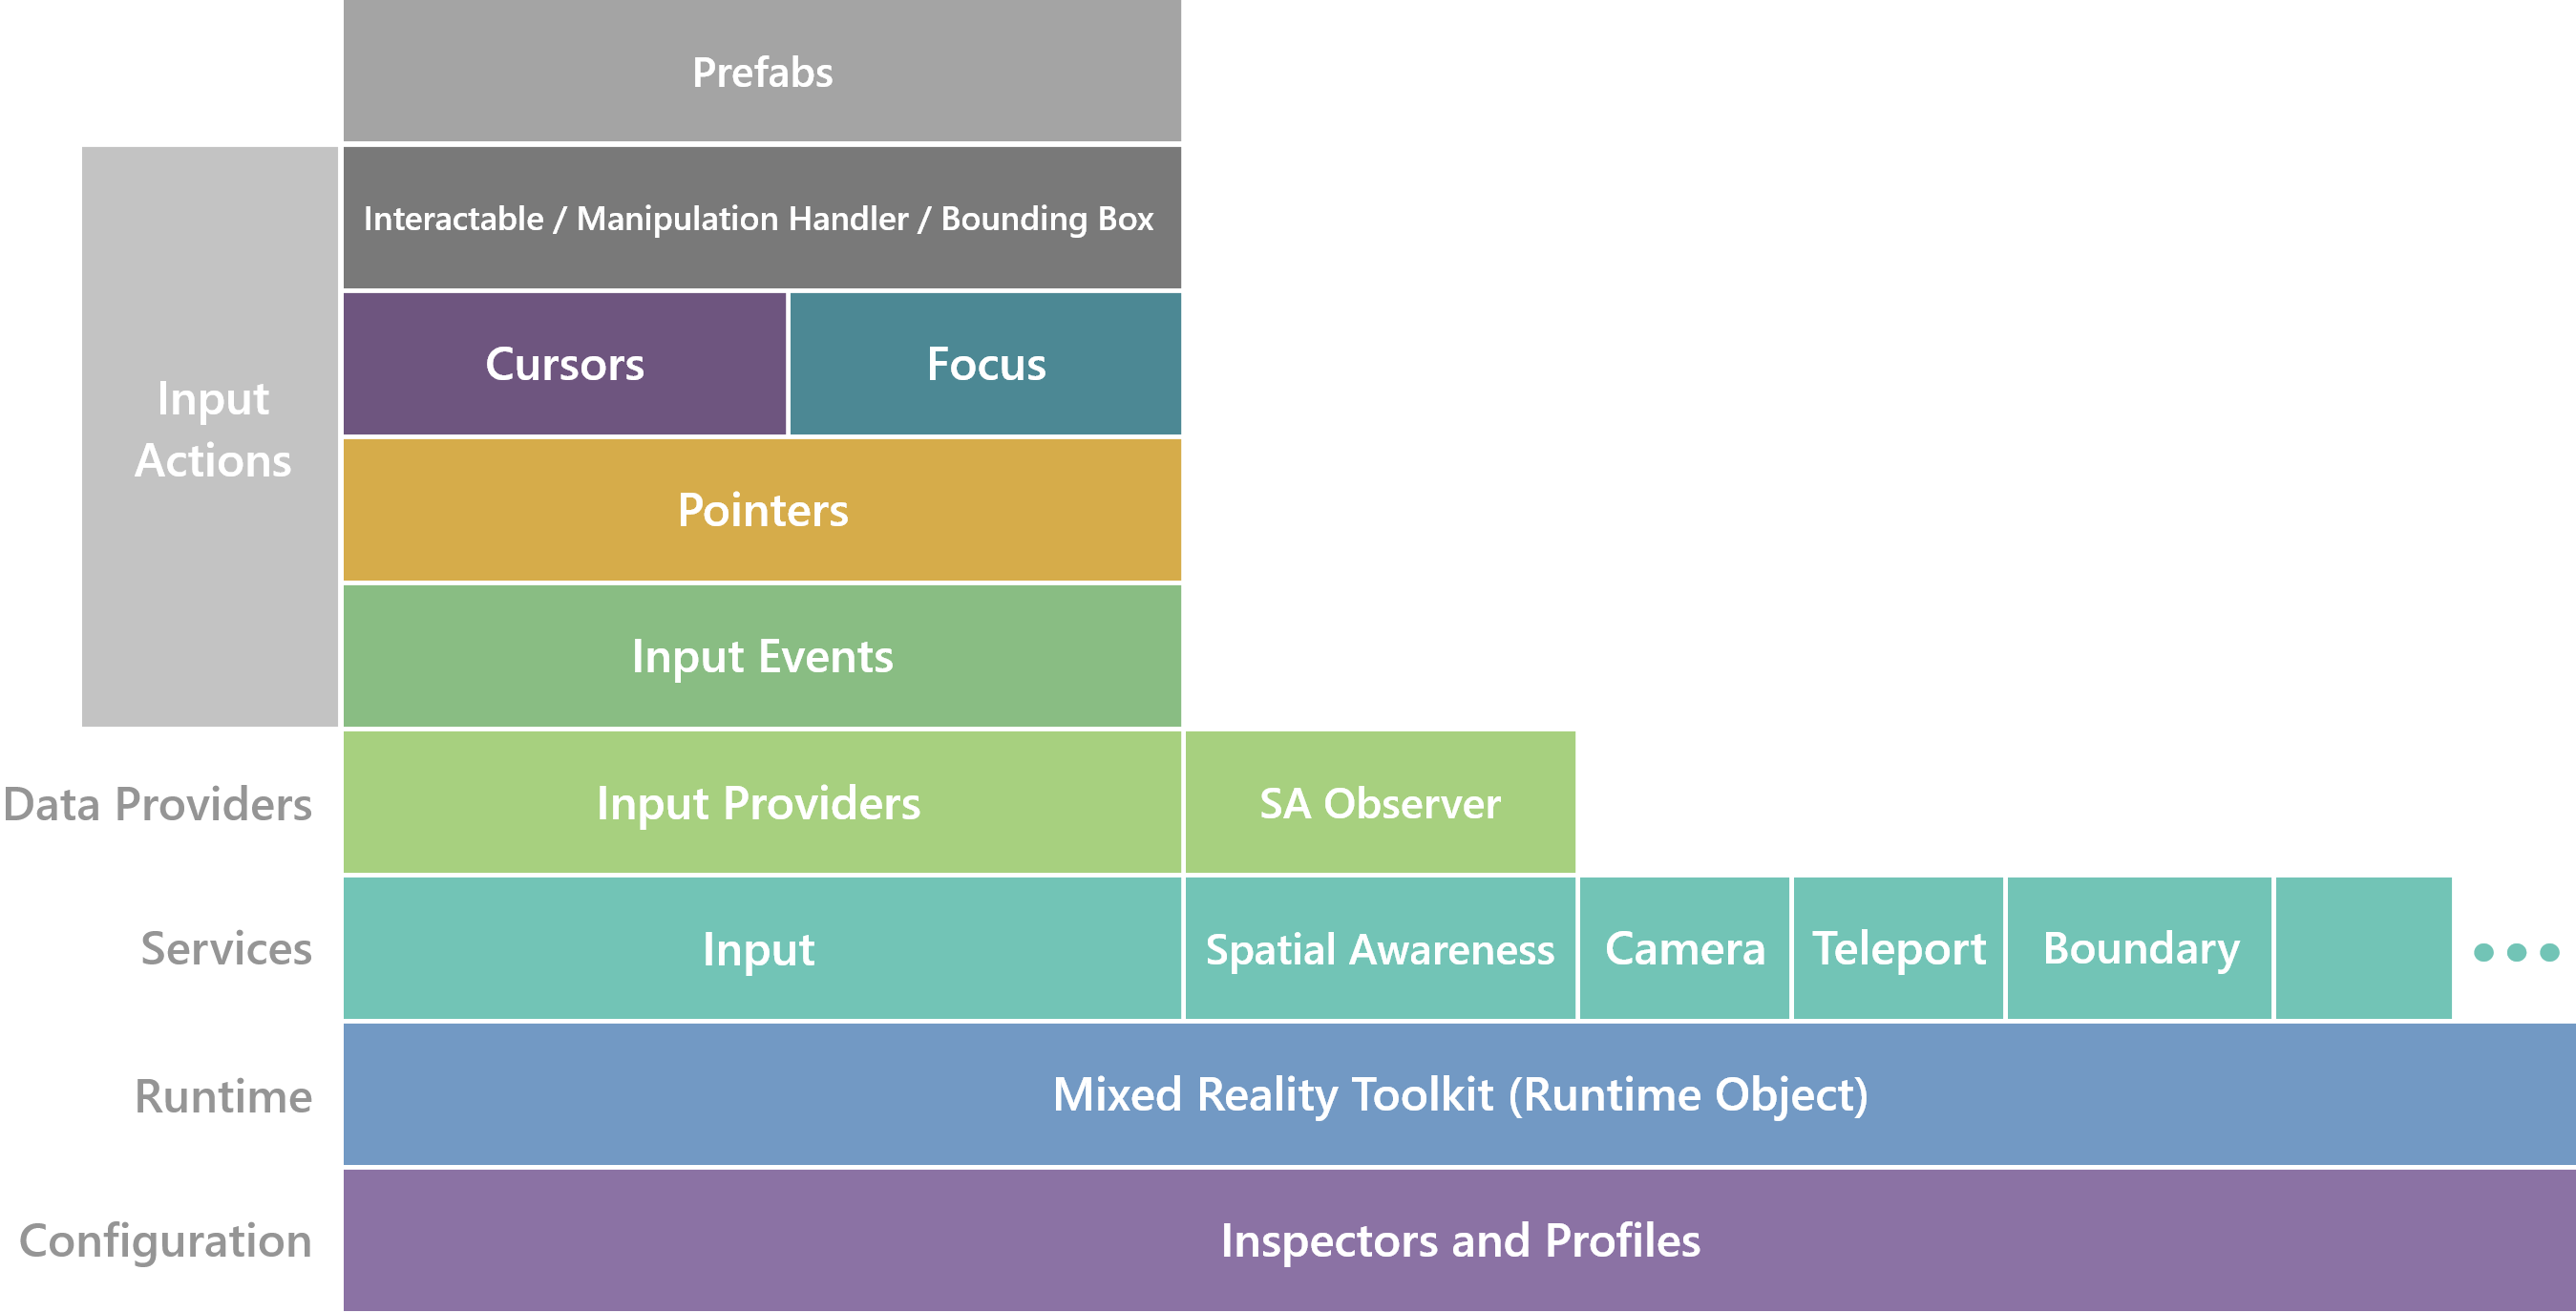 Prefabs
Interactable / Manipulation Handler / Bounding Box
Input
Actions
Cursors
Focus
Pointers
Input Events
Data Providers
Input Providers
SA Observer
Services
Input
Spatial Awareness
Camera
Teleport
Boundary
Runtime
Mixed Reality Toolkit (Runtime Object)
Configuration
Inspectors and Profiles